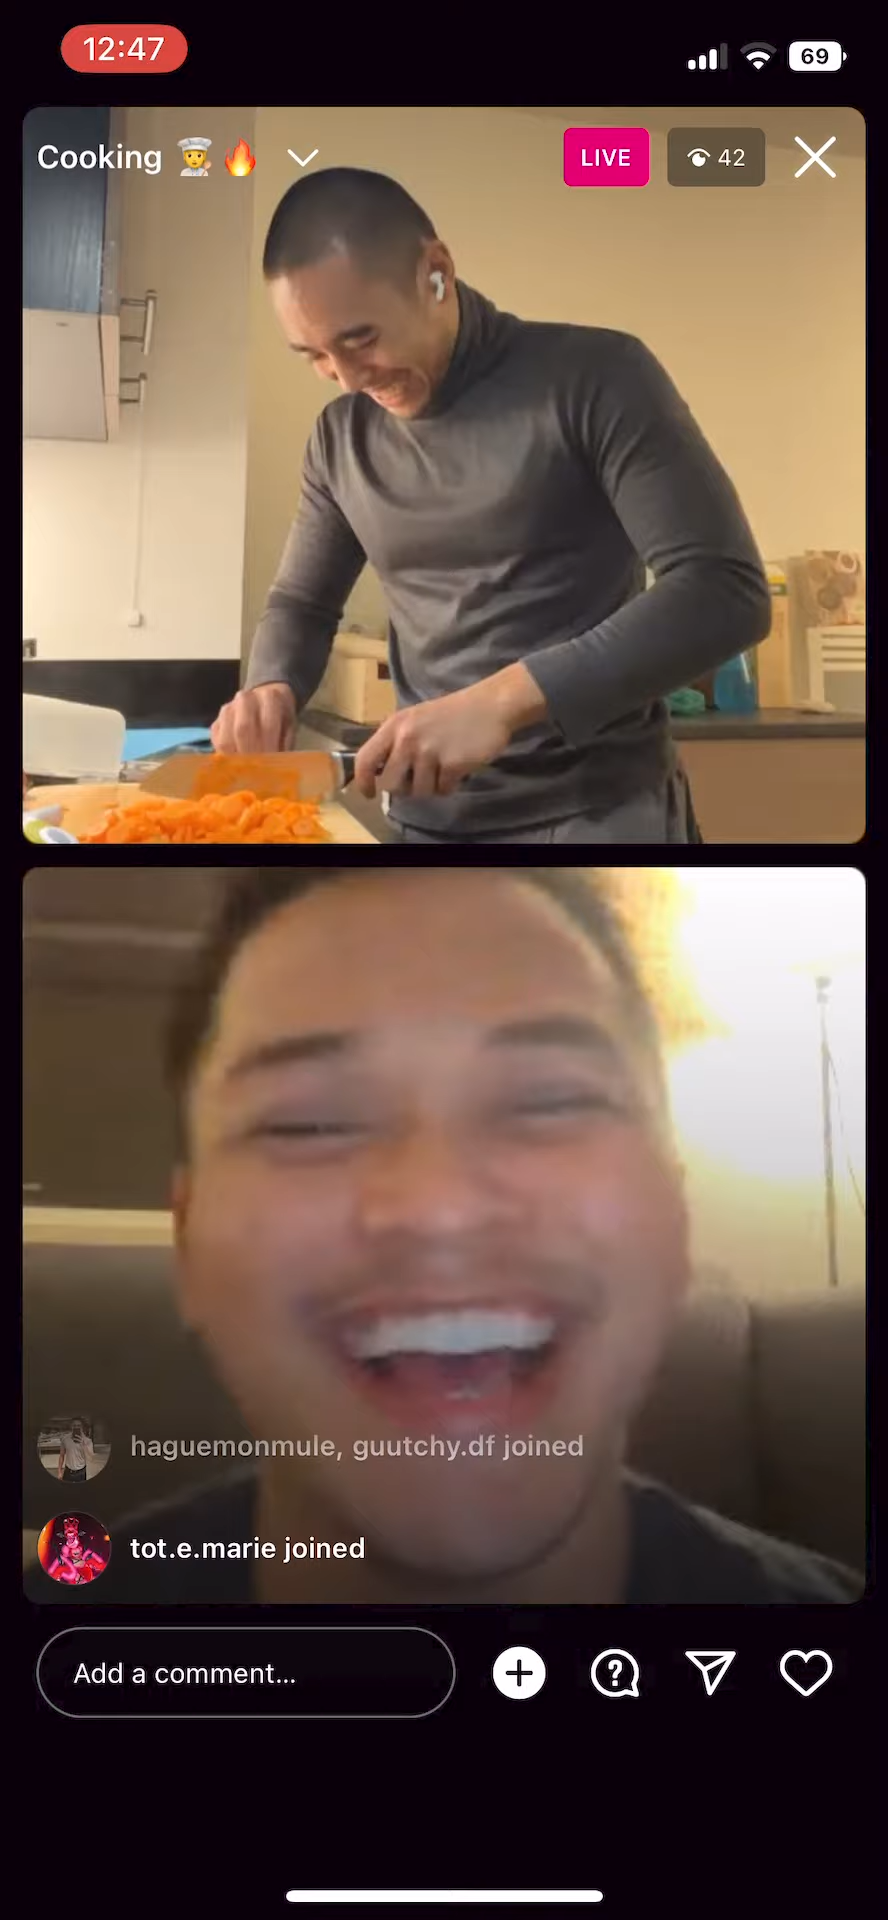 12:47
69
Cooking 👨‍🍳🔥
LIVE
42
haguemonmule, guutchy.df joined
tot.e.marie joined
Add a comment...